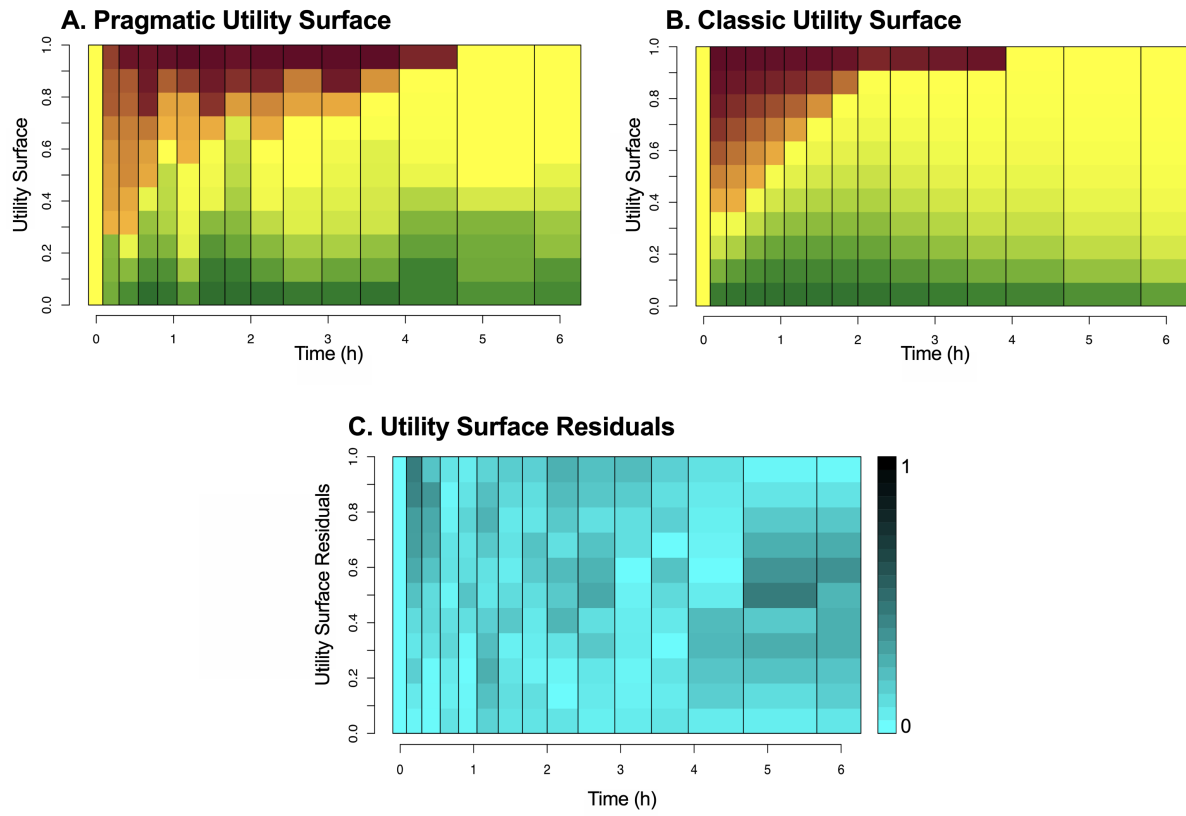 A. Pragmatic Utility Surface
Utility Surface
1.0
0.8
0.6
0.4
0.2
0.0
0 1 2 3 4 5 6
Time (h)
B. Classic Utility Surface
Utility Surface
1.0
0.8
0.6
0.4
0.2
0.0
0 1 2 3 4 5 6
Time (h)
C. Utility Surface Residuals
Utility Surface Residuals
1.0
0.8
0.6
0.4
0.2
0.0
0 1 2 3 4 5 6
Time (h)
1
0